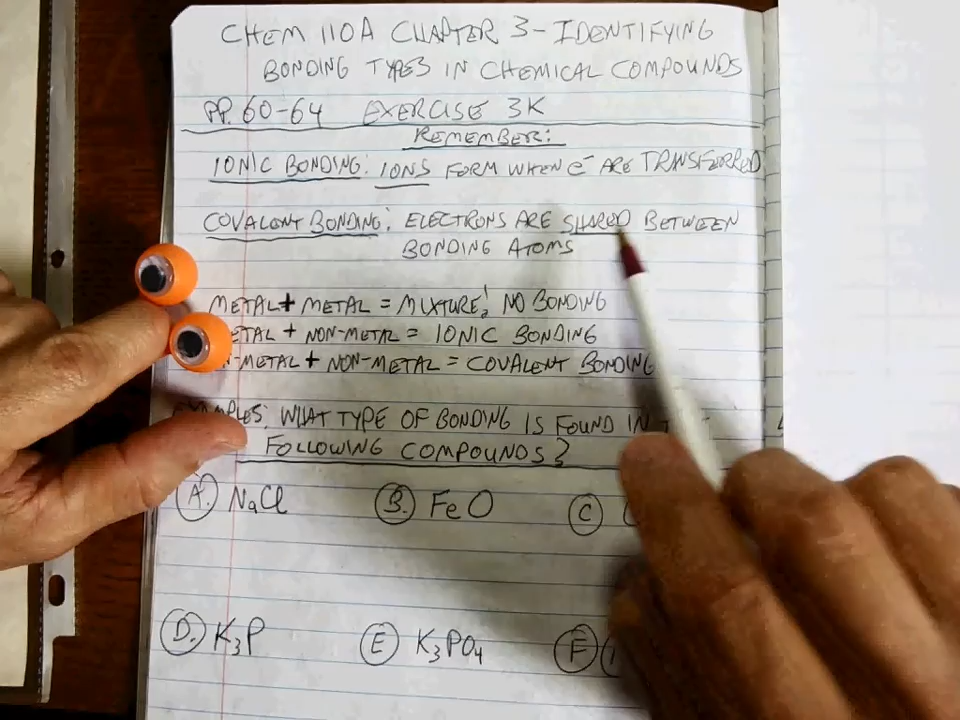 CHEM 110A CHAPTER 3 - IDENTIFYING
BONDING TYPES IN CHEMICAL COMPOUNDS
PP. 60-64 EXERCISE 3K
REMEMBER:
IONIC BONDING: IONS FORM WHEN e⁻ ARE TRANSFERRED
COVALENT BONDING: ELECTRONS ARE SHARED BETWEEN
BONDING ATOMS
METAL + METAL = MIXTURE! NO BONDING
ETAL + NON-METAL = IONIC BONDING
-METAL + NON-METAL = COVALENT BONDING
EXAMPLES: WHAT TYPE OF BONDING IS FOUND IN
FOLLOWING COMPOUNDS?
A. NaCl B. FeO C
D. K₃P E K₃PO₄ F